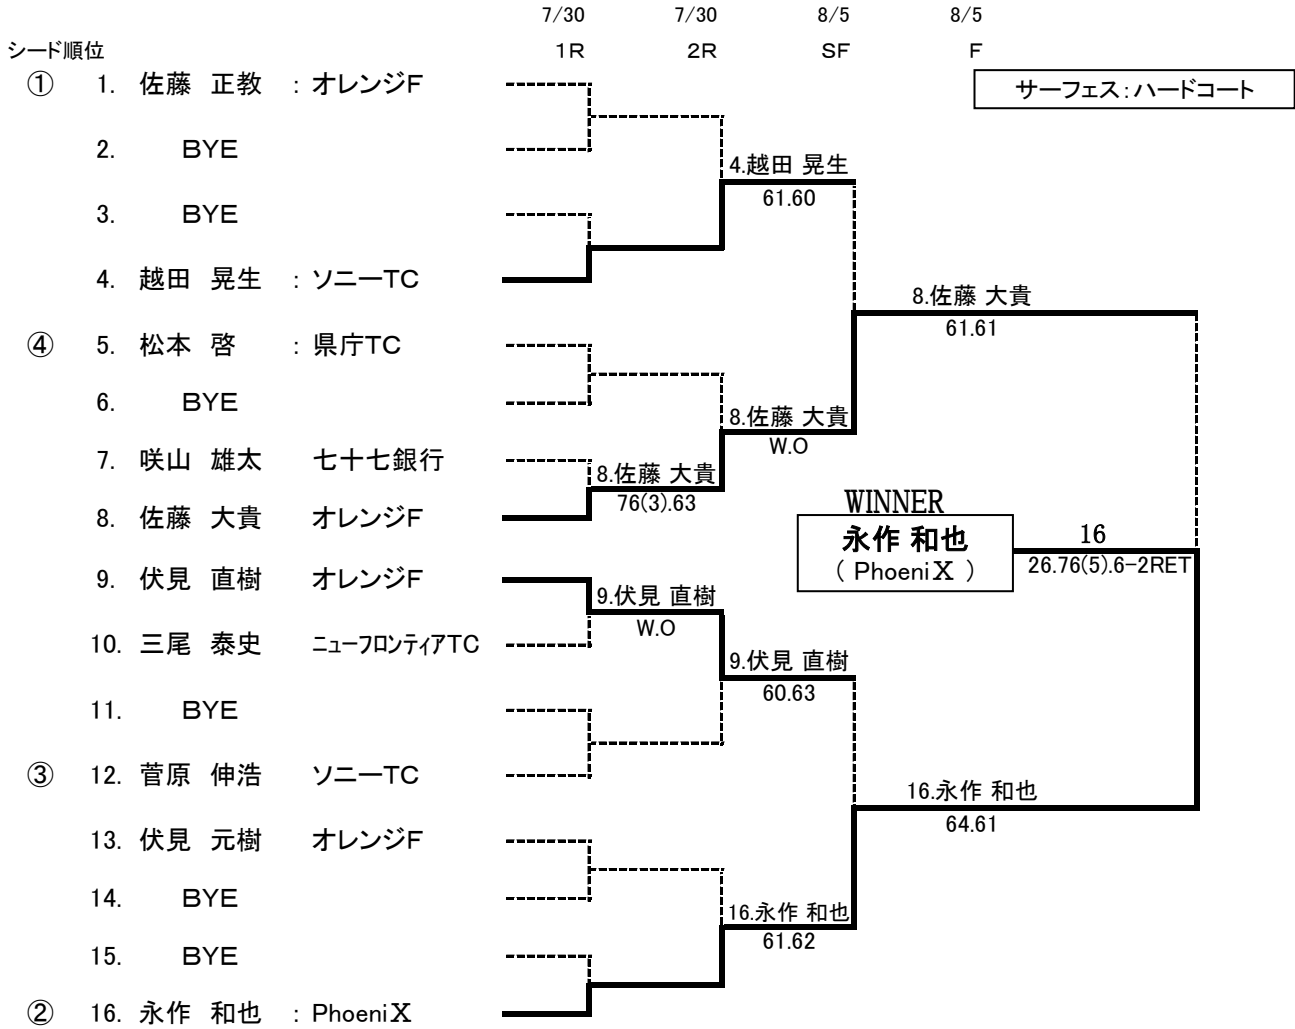 7/30 7/30 8/5 8/5
シード順位 1R 2R SF F
① 1. 佐藤 正教 : オレンジF
サーフェス:ハードコート
2. BYE
4.越田 晃生
61.60
3. BYE
4. 越田 晃生 : ソニーTC
8.佐藤 大貴
61.61
④ 5. 松本 啓 : 県庁TC
6. BYE
8.佐藤 大貴
W.O
7. 咲山 雄太 七十七銀行
8.佐藤 大貴
76(3).63
8. 佐藤 大貴 オレンジF
WINNER
永作 和也
( PhoeniX )
16
26.76(5).6-2RET
9. 伏見 直樹 オレンジF
9.伏見 直樹
W.O
10. 三尾 泰史 ニューフロンティアTC
9.伏見 直樹
60.63
11. BYE
③ 12. 菅原 伸浩 ソニーTC
16.永作 和也
64.61
13. 伏見 元樹 オレンジF
14. BYE
16.永作 和也
61.62
15. BYE
② 16. 永作 和也 : PhoeniX